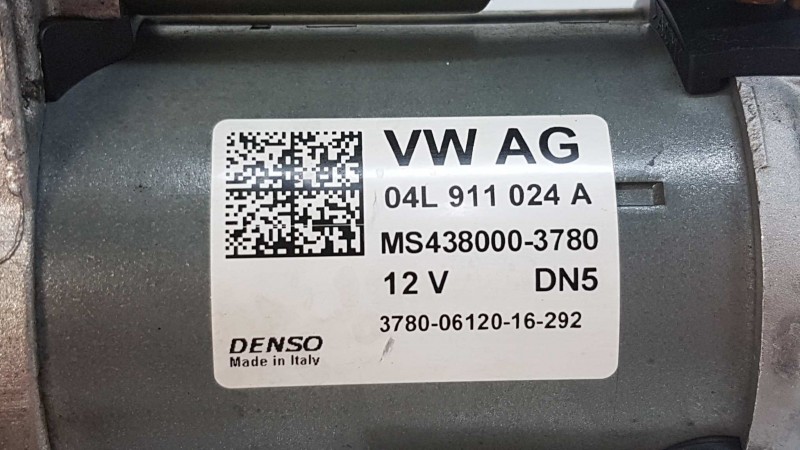 VW AG
04L 911 024 A
MS438000-3780
12 V DN5
3780-06120-16-292
DENSO
Made in Italy